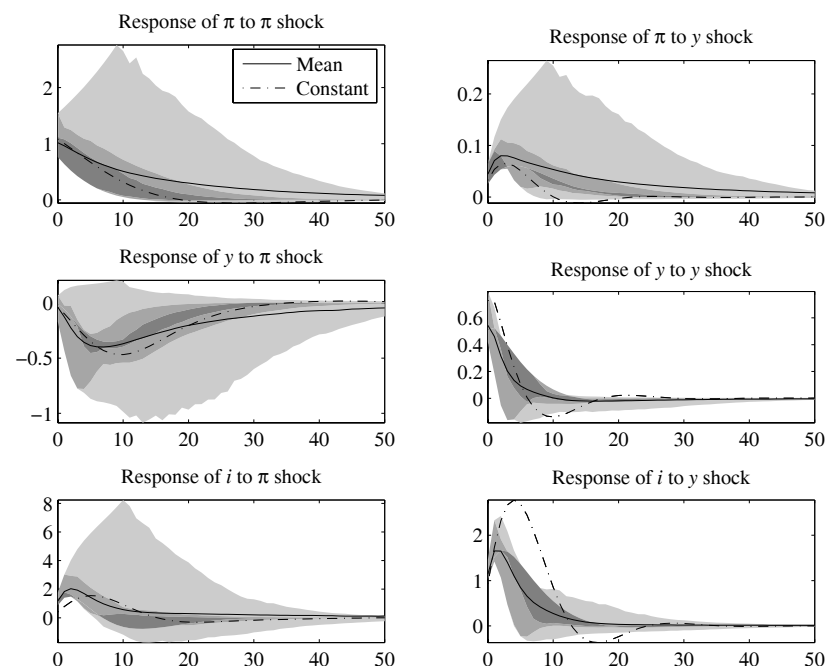 Response of π to π shock
Mean
Constant
2
1
0
0 10 20 30 40 50
Response of π to y shock
0.2
0.1
0
0 10 20 30 40 50
Response of y to π shock
0
−0.5
−1
0 10 20 30 40 50
Response of y to y shock
0.6
0.4
0.2
0
0 10 20 30 40 50
Response of i to π shock
8
6
4
2
0
0 10 20 30 40 50
Response of i to y shock
2
1
0
0 10 20 30 40 50